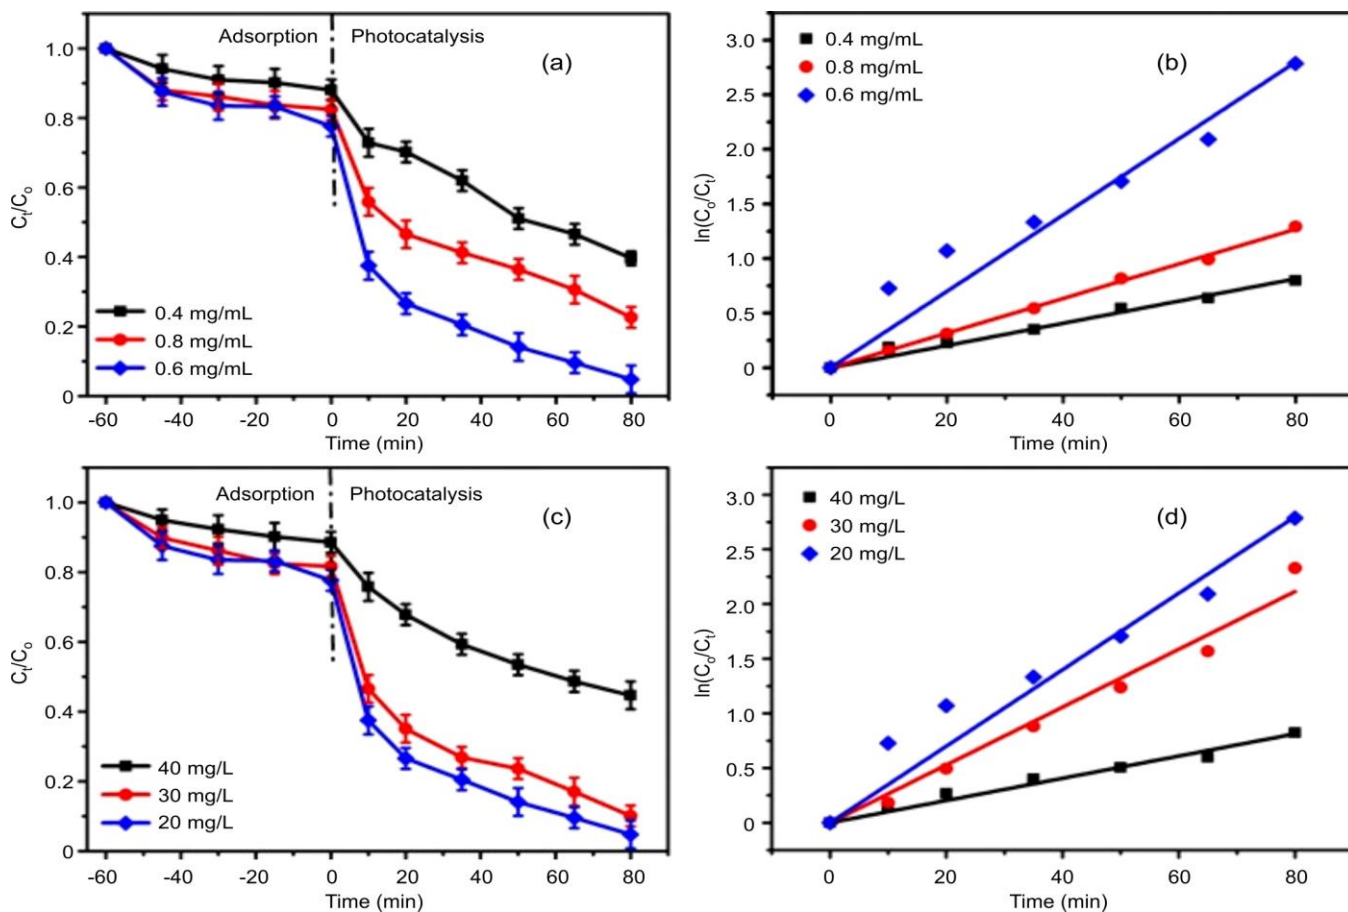 Adsorption Photocatalysis
(a)
1.0
0.8
0.6
0.4
0.2
0
Ct/Co
0.4 mg/mL
0.8 mg/mL
0.6 mg/mL
-60 -40 -20 0 20 40 60 80
Time (min)
(b)
0.4 mg/mL
0.8 mg/mL
0.6 mg/mL
3.0
2.5
2.0
1.5
1.0
0.5
0
ln(Co/Ct)
0 20 40 60 80
Time (min)
Adsorption Photocatalysis
(c)
1.0
0.8
0.6
0.4
0.2
0
Ct/Co
40 mg/L
30 mg/L
20 mg/L
-60 -40 -20 0 20 40 60 80
Time (min)
(d)
40 mg/L
30 mg/L
20 mg/L
3.0
2.5
2.0
1.5
1.0
0.5
0
ln(Co/Ct)
0 20 40 60 80
Time (min)